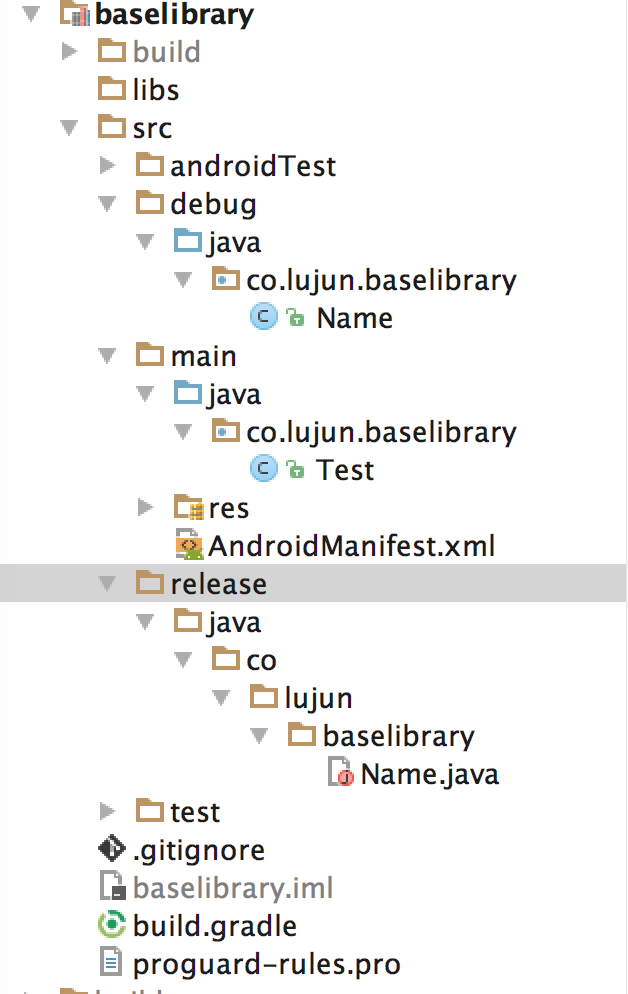 baselibrary
build
libs
src
androidTest
debug
java
co.lujun.baselibrary
Name
main
java
co.lujun.baselibrary
Test
res
AndroidManifest.xml
release
java
co
lujun
baselibrary
Name.java
test
.gitignore
baselibrary.iml
build.gradle
proguard-rules.pro